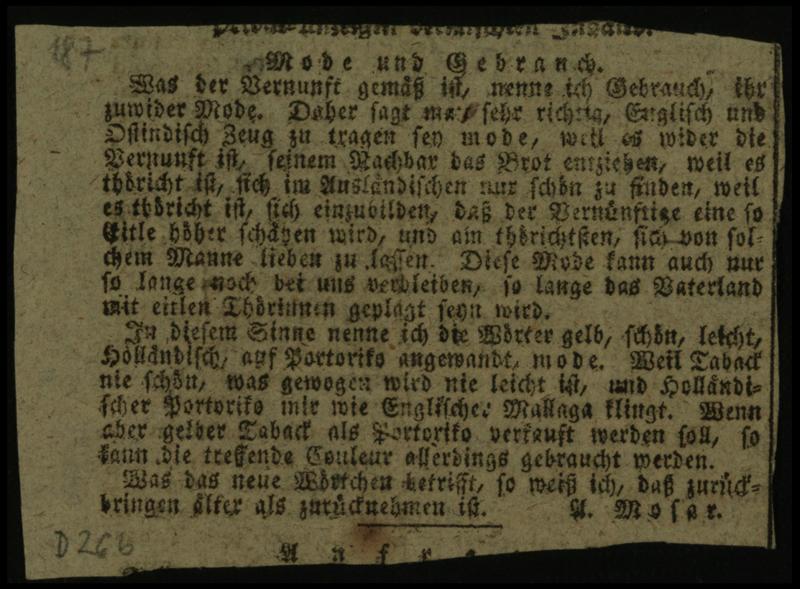 187
Mode und Gebrauch.
Was der Vernunft gemäß ist, nenne ich Gebrauch, ihr
zuwider Mode. Daher sagt man sehr richtig, Englisch und
Ostindisch Zeug zu tragen sey mode, weil es wider die
Vernunft ist, seinem Nachbar das Brot entziehen, weil es
thöricht ist, sich im Ausländischen nur schön zu finden, weil
es thöricht ist, sich einzubilden, daß der Vernünftige eine so
Eitle höher schätzen wird, und am thörichtsten, sich von sol-
chem Manne lieben zu lassen. Diese Mode kann auch nur
so lange noch bei uns verbleiben, so lange das Vaterland
mit eitlen Thörinnen geplagt seyn wird.
In diesem Sinne nenne ich die Wörter gelb, schön, leicht,
Holländisch, auf Portoriko angewandt, mode. Weil Taback
nie schön, was gewogen wird nie leicht ist, und Holländi-
scher Portoriko mir wie Englischer Mallaga klingt. Wenn
aber gelber Taback als Portoriko verkauft werden soll, so
kann die treffende Couleur allerdings gebraucht werden.
Was das neue Wörtchen betrifft, so weiß ich, daß zurück-
bringen älter als zurücknehmen ist. A. Mosar.
D 266